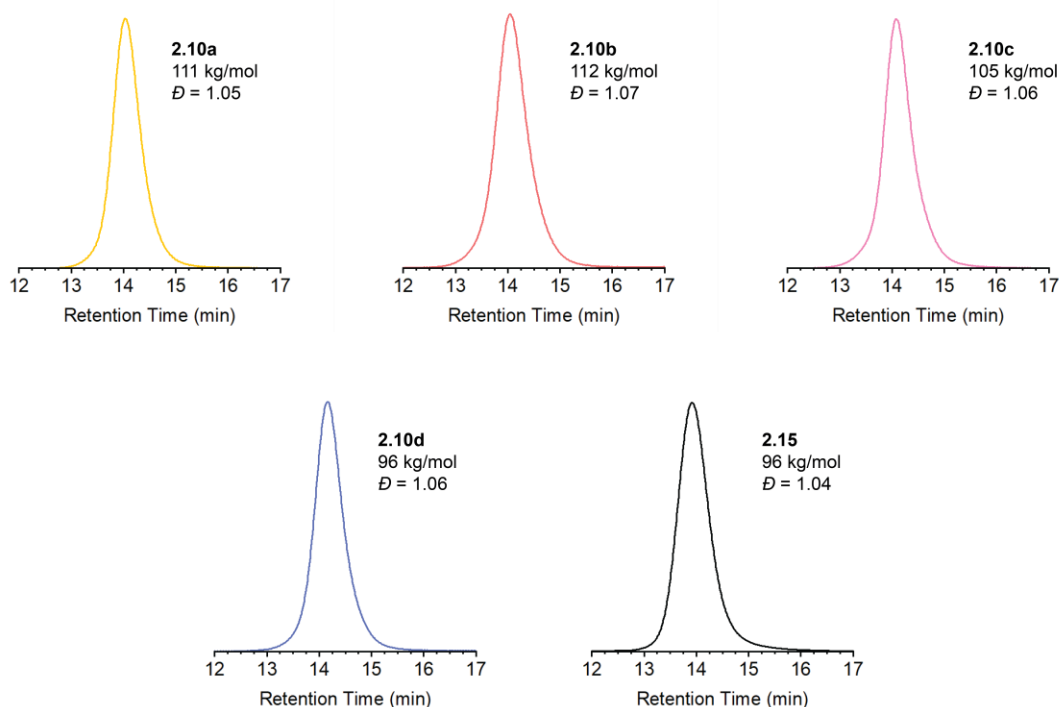 2.10a
111 kg/mol
Đ = 1.05
12 13 14 15 16 17
Retention Time (min)
2.10b
112 kg/mol
Đ = 1.07
12 13 14 15 16 17
Retention Time (min)
2.10c
105 kg/mol
Đ = 1.06
12 13 14 15 16 17
Retention Time (min)
2.10d
96 kg/mol
Đ = 1.06
12 13 14 15 16 17
Retention Time (min)
2.15
96 kg/mol
Đ = 1.04
12 13 14 15 16 17
Retention Time (min)